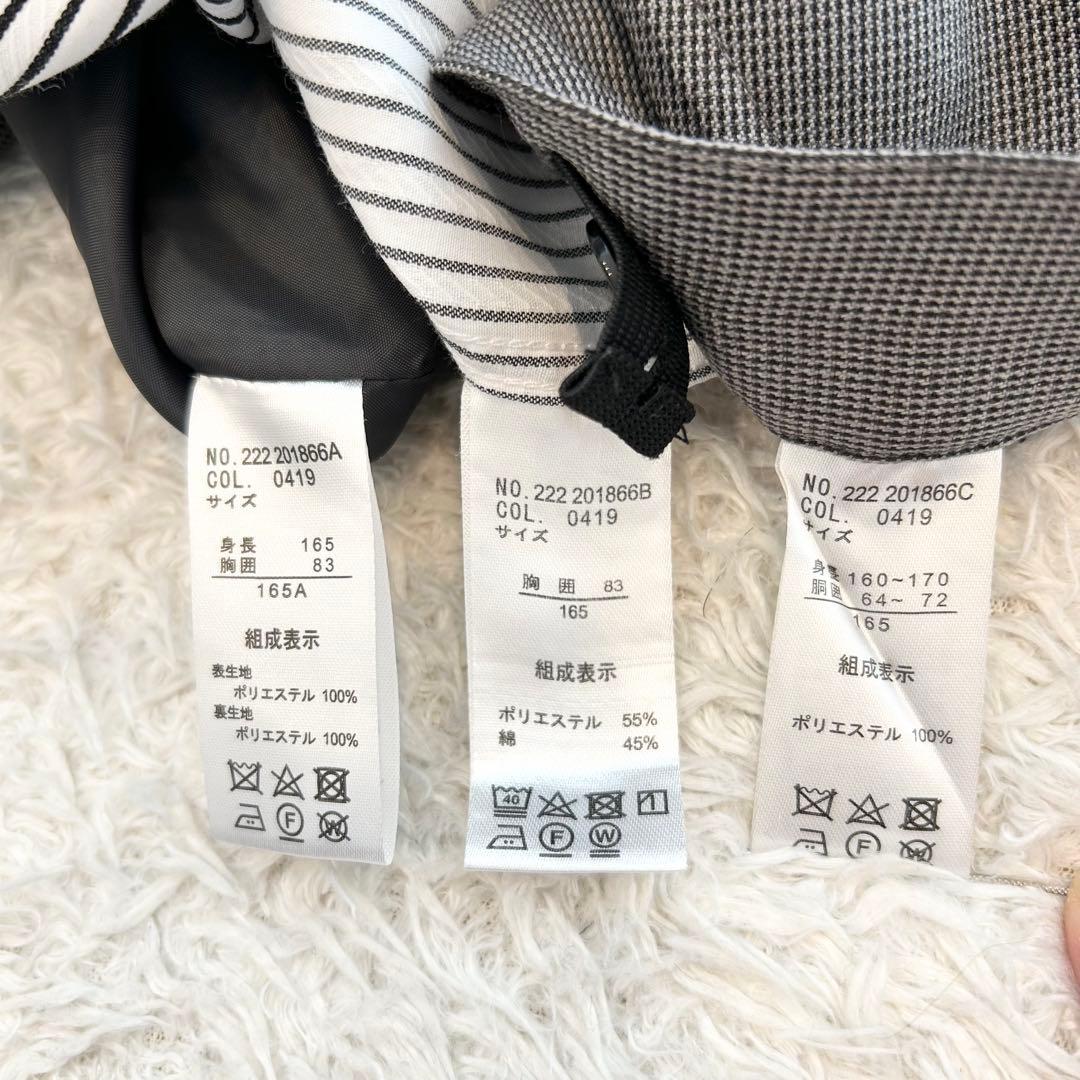 NO. 222 201866A
COL. 0419
サイズ
身長 165
胸囲 83
165A
組成表示
表生地
ポリエステル 100%
裏生地
ポリエステル 100%
F
W
NO. 222 201866B
COL. 0419
サイズ
胸囲 83
165
組成表示
ポリエステル 55%
綿 45%
40
1
F
W
NO. 222 201866C
COL. 0419
サイズ
身長 160~170
胴囲 64~ 72
165
組成表示
ポリエステル 100%
F
W